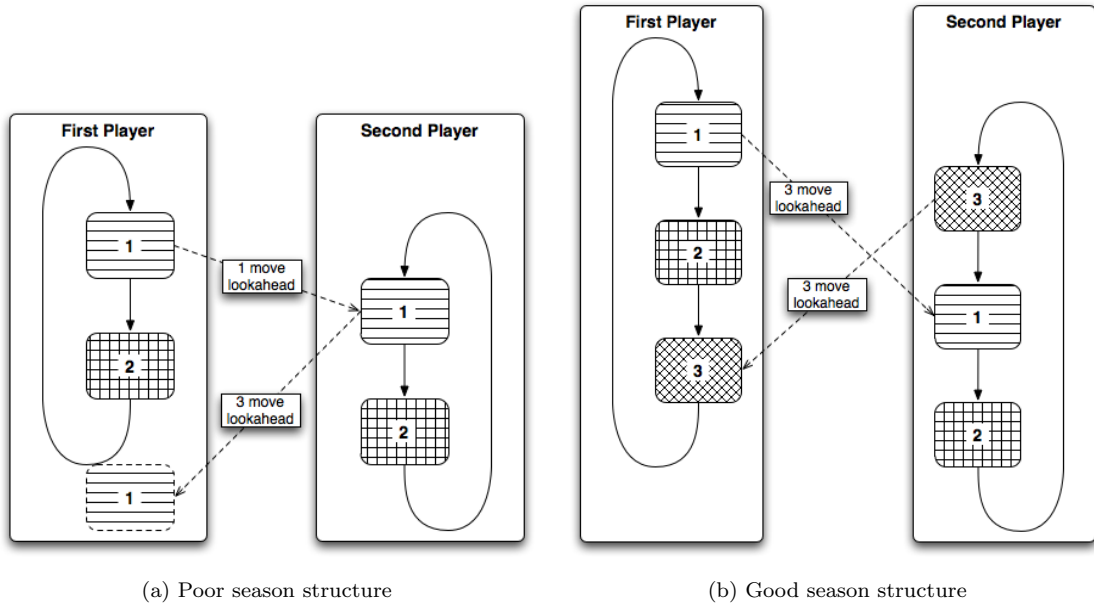 First Player
Second Player
1
1
2
2
1
1 move
lookahead
3 move
lookahead
(a) Poor season structure
First Player
Second Player
1
2
3
3
1
2
3 move
lookahead
3 move
lookahead
(b) Good season structure